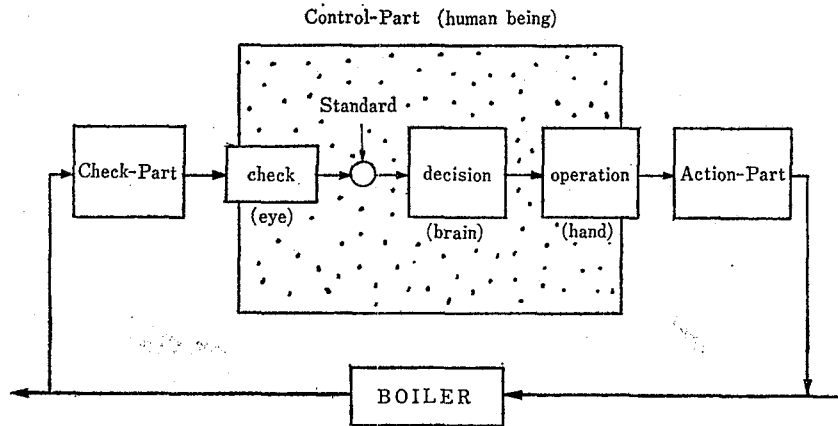 Control-Part (human being)
Standard
Check-Part
check
decision
operation
Action-Part
(eye)
(brain)
(hand)
BOILER